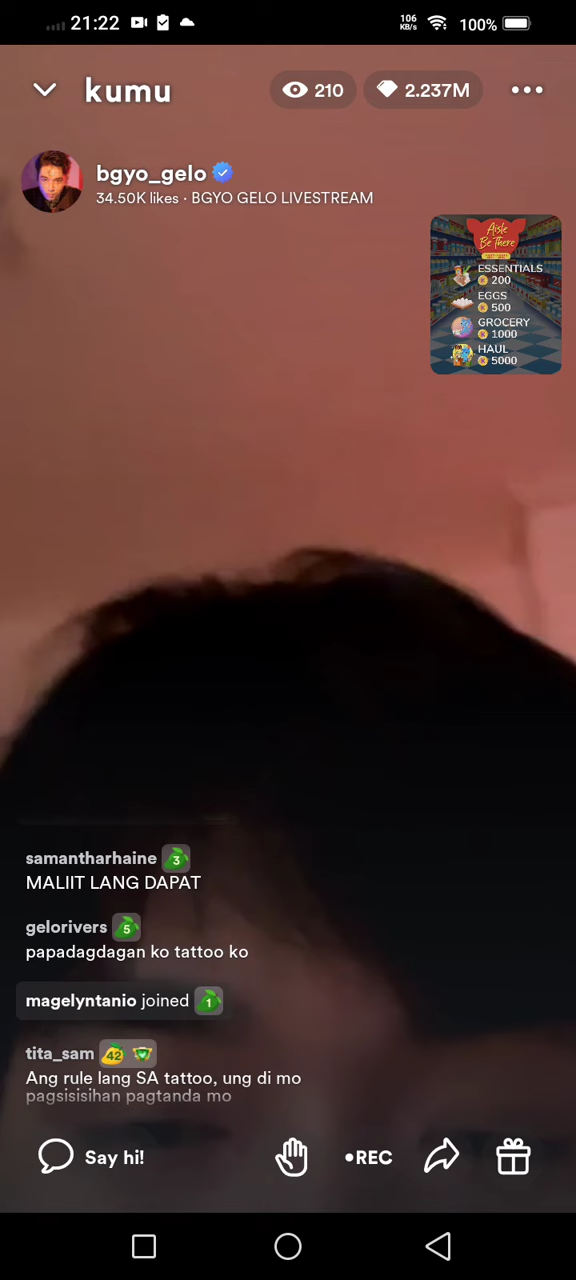 21:22
106
KB/s
100%
kumu
210
2.237M
bgyo_gelo
34.50K likes · BGYO GELO LIVESTREAM
Aisle
Be There
ESSENTIALS
200
EGGS
500
GROCERY
1000
HAUL
5000
samantharhaine 3
MALIIT LANG DAPAT
gelorivers 5
papadagdagan ko tattoo ko
magelyntanio joined 1
tita_sam 42
Ang rule lang SA tattoo, ung di mo
pagsisisihan pagtanda mo
Say hi!
•REC